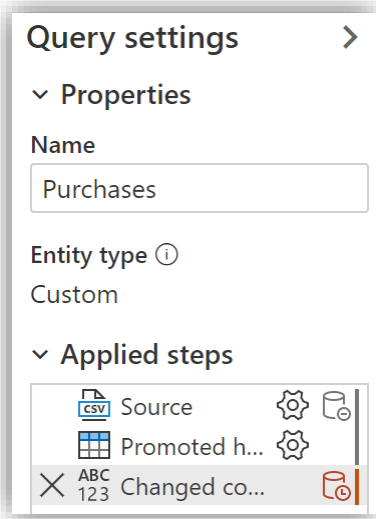 Query settings
Properties
Name
Purchases
Entity type
Custom
Applied steps
CSV Source
Promoted h...
ABC
123 Changed co...